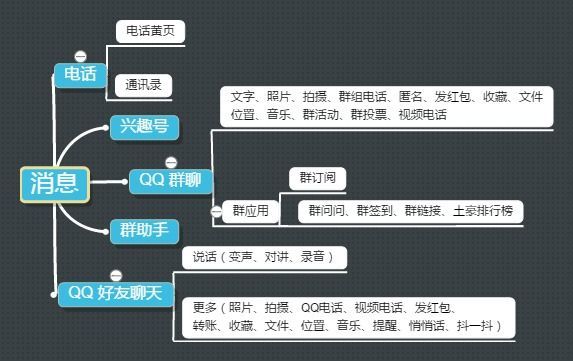 消息
电话
电话黄页
通讯录
兴趣号
QQ 群聊
文字、照片、拍摄、群组电话、匿名、发红包、收藏、文件
位置、音乐、群活动、群投票、视频电话
群应用
群订阅
群问问、群签到、群链接、土豪排行榜
群助手
QQ 好友聊天
说话（变声、对讲、录音）
更多（照片、拍摄、QQ电话、视频电话、发红包、
转账、收藏、文件、位置、音乐、提醒、悄悄话、抖一抖）